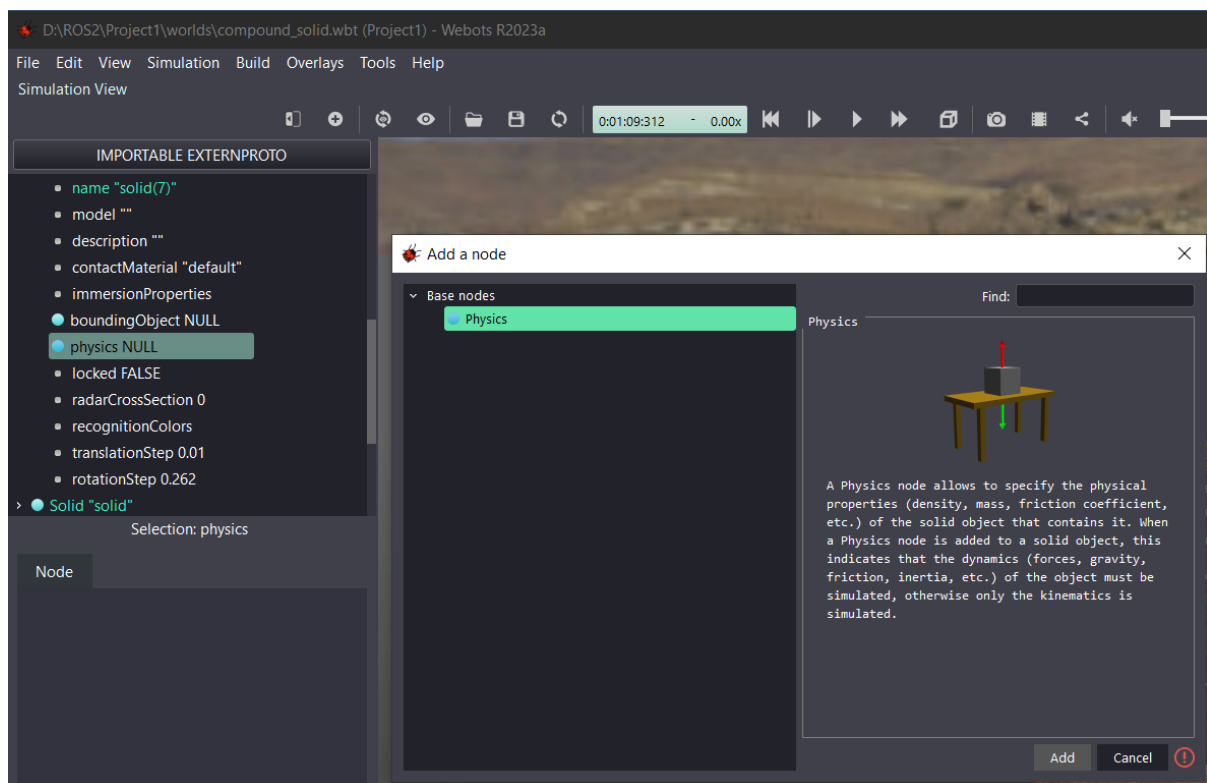 D:\ROS2\Project1\worlds\compound_solid.wbt (Project1) - Webots R2023a
File Edit View Simulation Build Overlays Tools Help
Simulation View
0:01:09:312 - 0.00x
IMPORTABLE EXTERNPROTO
name "solid(7)"
model ""
description ""
contactMaterial "default"
immersionProperties
boundingObject NULL
physics NULL
locked FALSE
radarCrossSection 0
recognitionColors
translationStep 0.01
rotationStep 0.262
Solid "solid"
Selection: physics
Node
Add a node
Base nodes
Physics
Find:
Physics
A Physics node allows to specify the physical
properties (density, mass, friction coefficient,
etc.) of the solid object that contains it. When
a Physics node is added to a solid object, this
indicates that the dynamics (forces, gravity,
friction, inertia, etc.) of the object must be
simulated, otherwise only the kinematics is
simulated.
Add Cancel